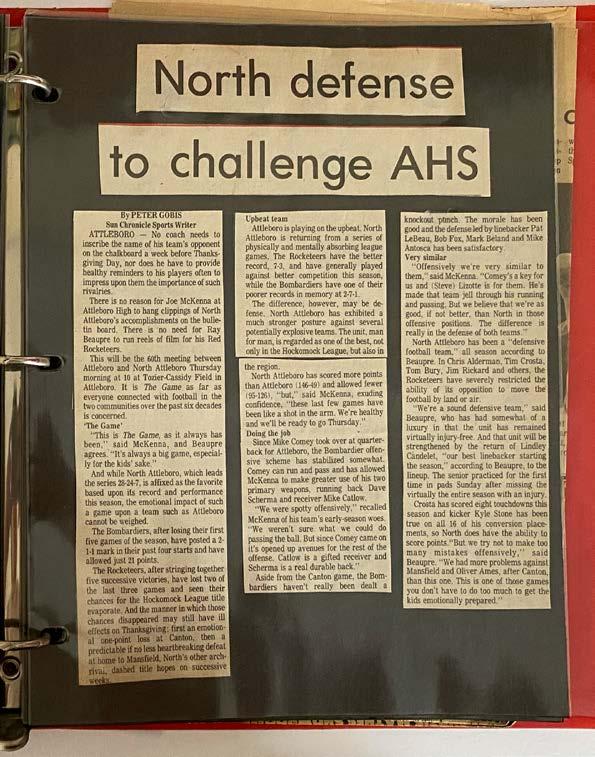 North defense
to challenge AHS
By PETER GOBIS
Sun Chronicle Sports Writer
ATTLEBORO — No coach needs to
inscribe the name of his team's opponent
on the chalkboard a week before Thanks-
giving Day, nor does he have to provide
healthy reminders to his players often to
impress upon them the importance of such
rivalries.
There is no reason for Joe McKenna at
Attleboro High to hang clippings of North
Attleboro's accomplishments on the bulle-
tin board. There is no need for Ray
Beaupre to run reels of film for his Red
Rocketeers.
This will be the 60th meeting between
Attleboro and North Attleboro Thursday
morning at 10 at Tozier-Cassidy Field in
Attleboro. It is The Game as far as
everyone connected with football in the
two communities over the past six decades
is concerned.
'The Game'
"This is The Game, as it always has
been," said McKenna, and Beaupre
agrees. "It's always a big game, especial-
ly for the kids' sake."
And while North Attleboro, which leads
the series 28-24-7, is affixed as the favorite
based upon its record and performance
this season, the emotional impact of such
a game upon a team such as Attleboro
cannot be weighed.
The Bombardiers, after losing their first
five games of the season, have posted a 2-
1-1 mark in their past four starts and have
allowed just 21 points.
The Rocketeers, after stringing together
five successive victories, have lost two of
the last three games and seen their
chances for the Hockomock League title
evaporate. And the manner in which those
chances disappeared may still have ill
effects on Thanksgiving: first an emotion-
al one-point loss at Canton, then a
predictable if no less heartbreaking defeat
at home to Mansfield, North's other arch-
rival, dashed title hopes on successive
weeks.
Upbeat team
Attleboro is playing on the upbeat. North
Attleboro is returning from a series of
physically and mentally absorbing league
games. The Rocketeers have the better
record, 7-3, and have generally played
against better competition this season,
while the Bombardiers have one of their
poorer records in memory at 2-7-1.
The difference, however, may be de-
fense. North Attleboro has exhibited a
much stronger posture against several
potentially explosive teams. The unit, man
for man, is regarded as one of the best, not
only in the Hockomock League, but also in
the region.
North Attleboro has scored more points
than Attleboro (146-49) and allowed fewer
(95-126), "but," said McKenna, exuding
confidence, "these last few games have
been like a shot in the arm. We're healthy
and we'll be ready to go Thursday."
Doing the job
Since Mike Comey took over at quarter-
back for Attleboro, the Bombardier offen-
sive scheme has stabilized somewhat.
Comey can run and pass and has allowed
McKenna to make greater use of his two
primary weapons, running back Dave
Scherma and receiver Mike Catlow.
"We were spotty offensively," recalled
McKenna of his team's early-season woes.
"We weren't sure what we could do
passing the ball. But since Comey came on
it's opened up avenues for the rest of the
offense. Catlow is a gifted receiver and
Scherma is a real durable back."
Aside from the Canton game, the Bom-
bardiers haven't really been dealt a
knockout punch. The morale has been
good and the defense led by linebacker Pat
LeBeau, Bob Fox, Mark Beland and Mike
Antosca has been satisfactory.
Very similar
"Offensively we're very similar to
them," said McKenna. "Comey's a key for
us and (Steve) Lizotte is for them. He's
made that team jell through his running
and passing. But we believe that we're as
good, if not better, than North in those
offensive positions. The difference is
really in the defense of both teams."
North Attleboro has been a "defensive
football team," all season according to
Beaupre. In Chris Alderman, Tim Crosta,
Tom Bury, Jim Rickard and others, the
Rocketeers have severely restricted the
ability of its opposition to move the
football by land or air.
"We're a sound defensive team," said
Beaupre, who has had somewhat of a
luxury in that the unit has remained
virtually injury-free. And that unit will be
strengthened by the return of Lindley
Candelet, "our best linebacker starting
the season," according to Beaupre, to the
lineup. The senior practiced for the first
time in pads Sunday after missing the
virtually the entire season with an injury.
Crosta has scored eight touchdowns this
season and kicker Kyle Stone has been
true on all 16 of his conversion place-
ments, so North does have the ability to
score points."But we try not to make too
many mistakes offensively," said
Beaupre. "We had more problems against
Mansfield and Oliver Ames, after Canton,
than this one. This is one of those games
you don't have to do too much to get the
kids emotionally prepared."